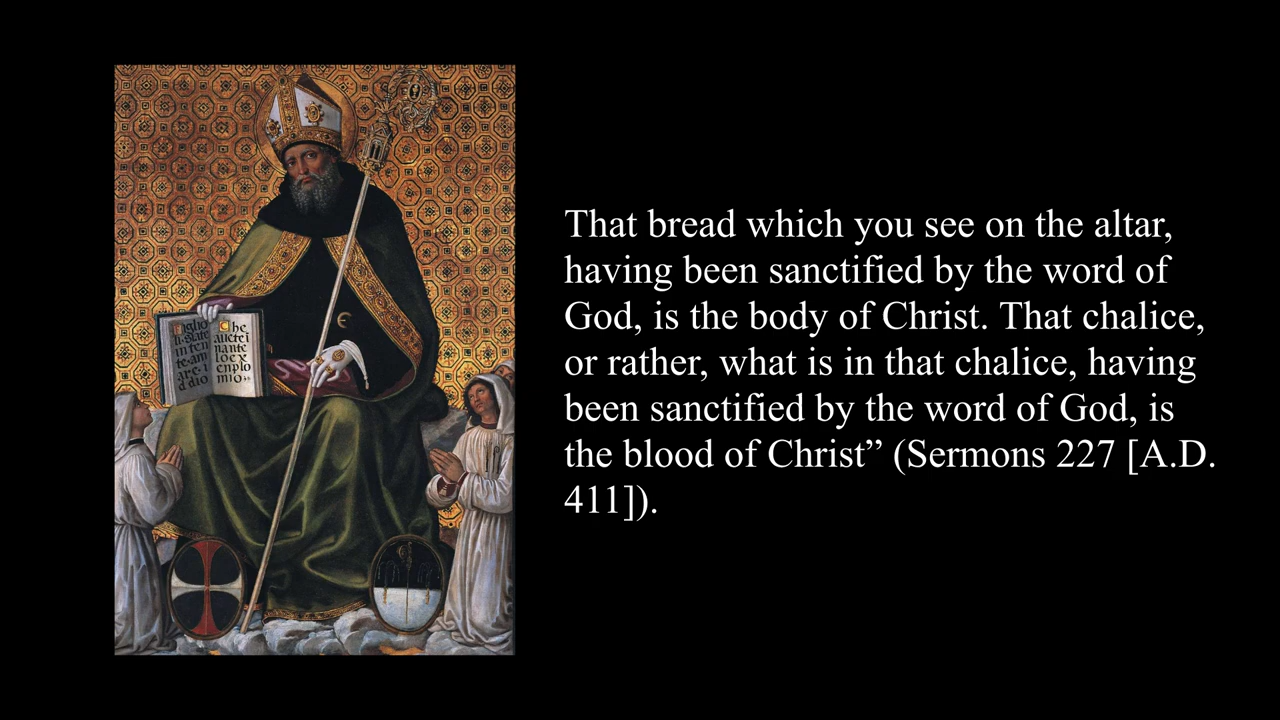 That bread which you see on the altar,
having been sanctified by the word of
God, is the body of Christ. That chalice,
or rather, what is in that chalice, having
been sanctified by the word of God, is
the blood of Christ” (Sermons 227 [A.D.
411]).